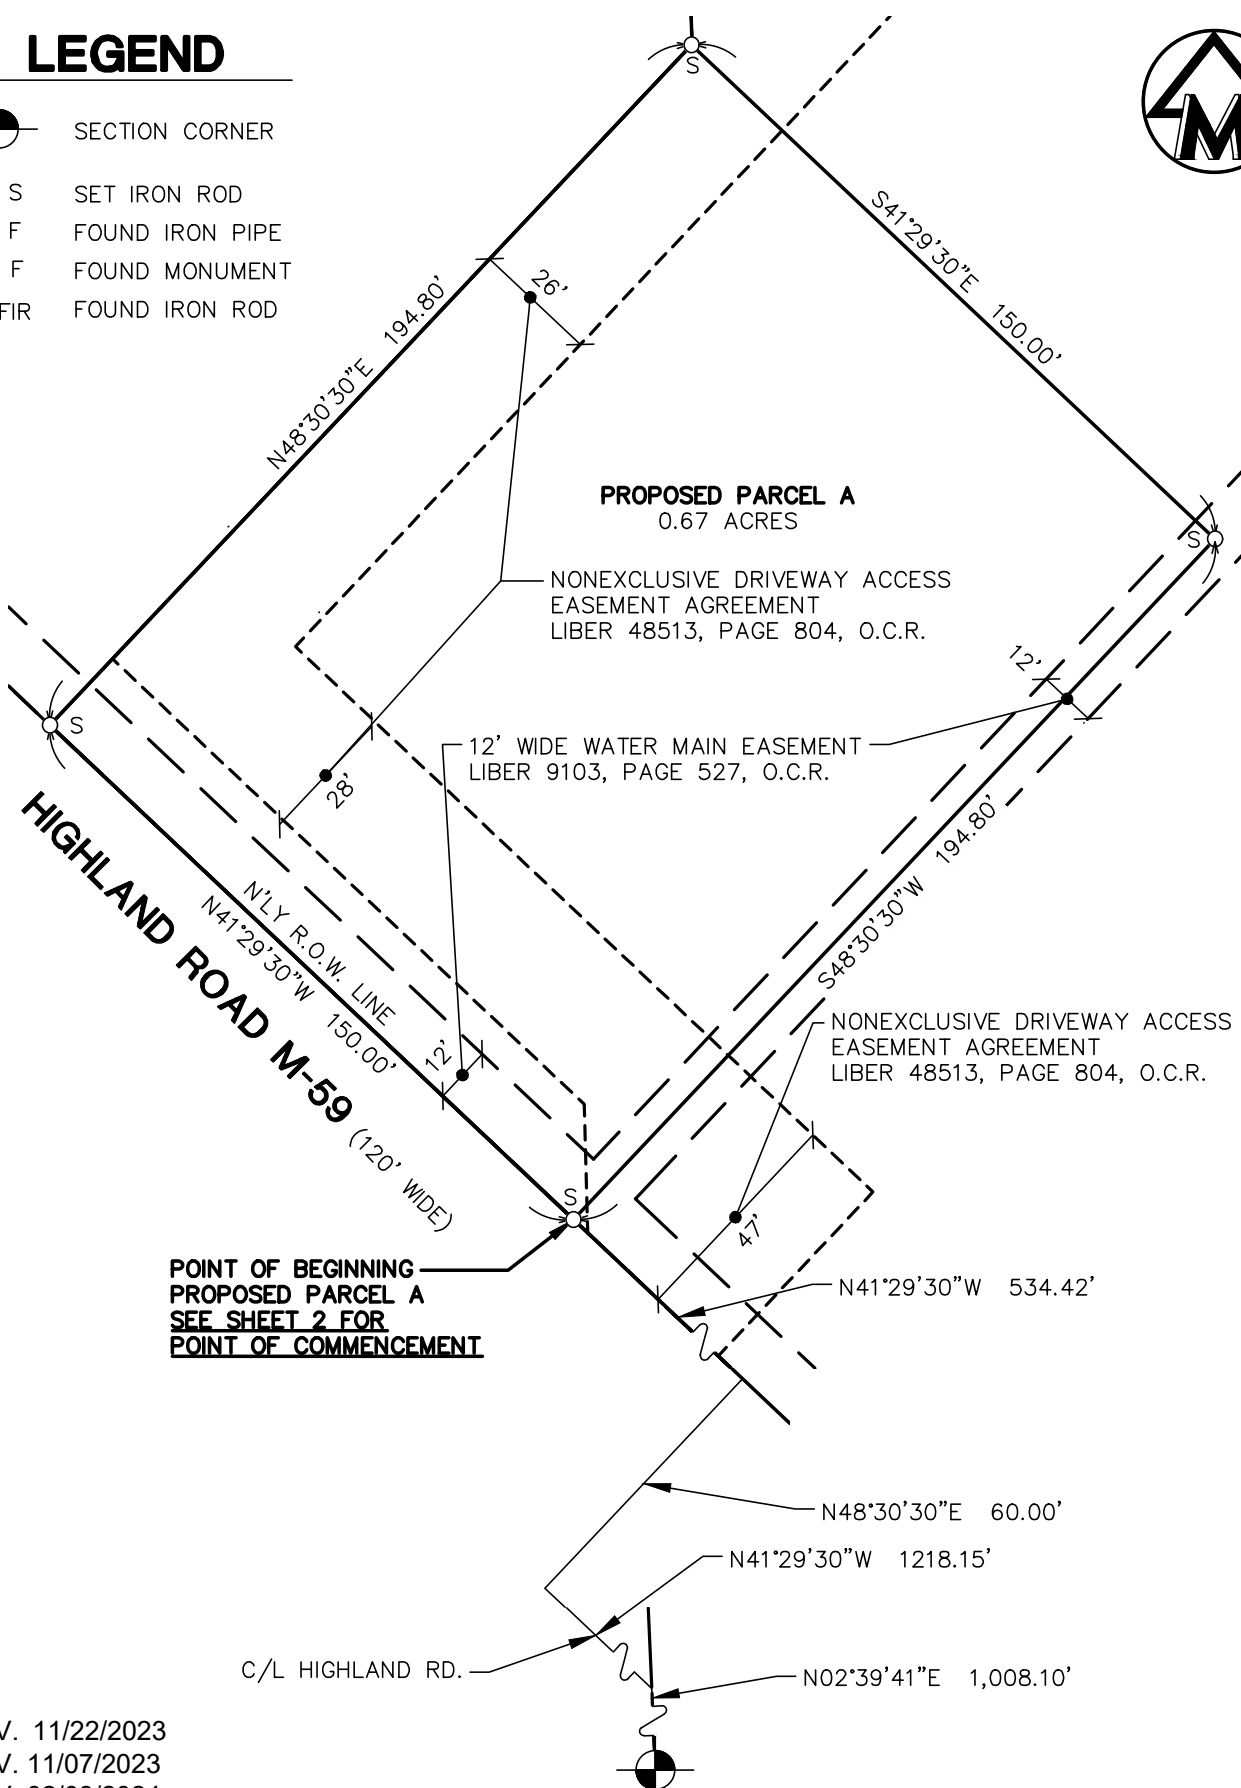 LEGEND
SECTION CORNER
S SET IRON ROD
F FOUND IRON PIPE
F FOUND MONUMENT
FIR FOUND IRON ROD
M
S
S41°29'30"E 150.00'
26'
N48°30'30"E 194.80'
PROPOSED PARCEL A
0.67 ACRES
S
NONEXCLUSIVE DRIVEWAY ACCESS
EASEMENT AGREEMENT
LIBER 48513, PAGE 804, O.C.R.
12'
S
12' WIDE WATER MAIN EASEMENT
LIBER 9103, PAGE 527, O.C.R.
28'
S48°30'30"W 194.80'
HIGHLAND ROAD M-59 (120' WIDE)
N'LY R.O.W. LINE
N41°29'30"W 150.00'
12'
NONEXCLUSIVE DRIVEWAY ACCESS
EASEMENT AGREEMENT
LIBER 48513, PAGE 804, O.C.R.
S
47'
POINT OF BEGINNING
PROPOSED PARCEL A
SEE SHEET 2 FOR
POINT OF COMMENCEMENT
N41°29'30"W 534.42'
N48°30'30"E 60.00'
N41°29'30"W 1218.15'
C/L HIGHLAND RD.
N02°39'41"E 1,008.10'
V. 11/22/2023
V. 11/07/2023